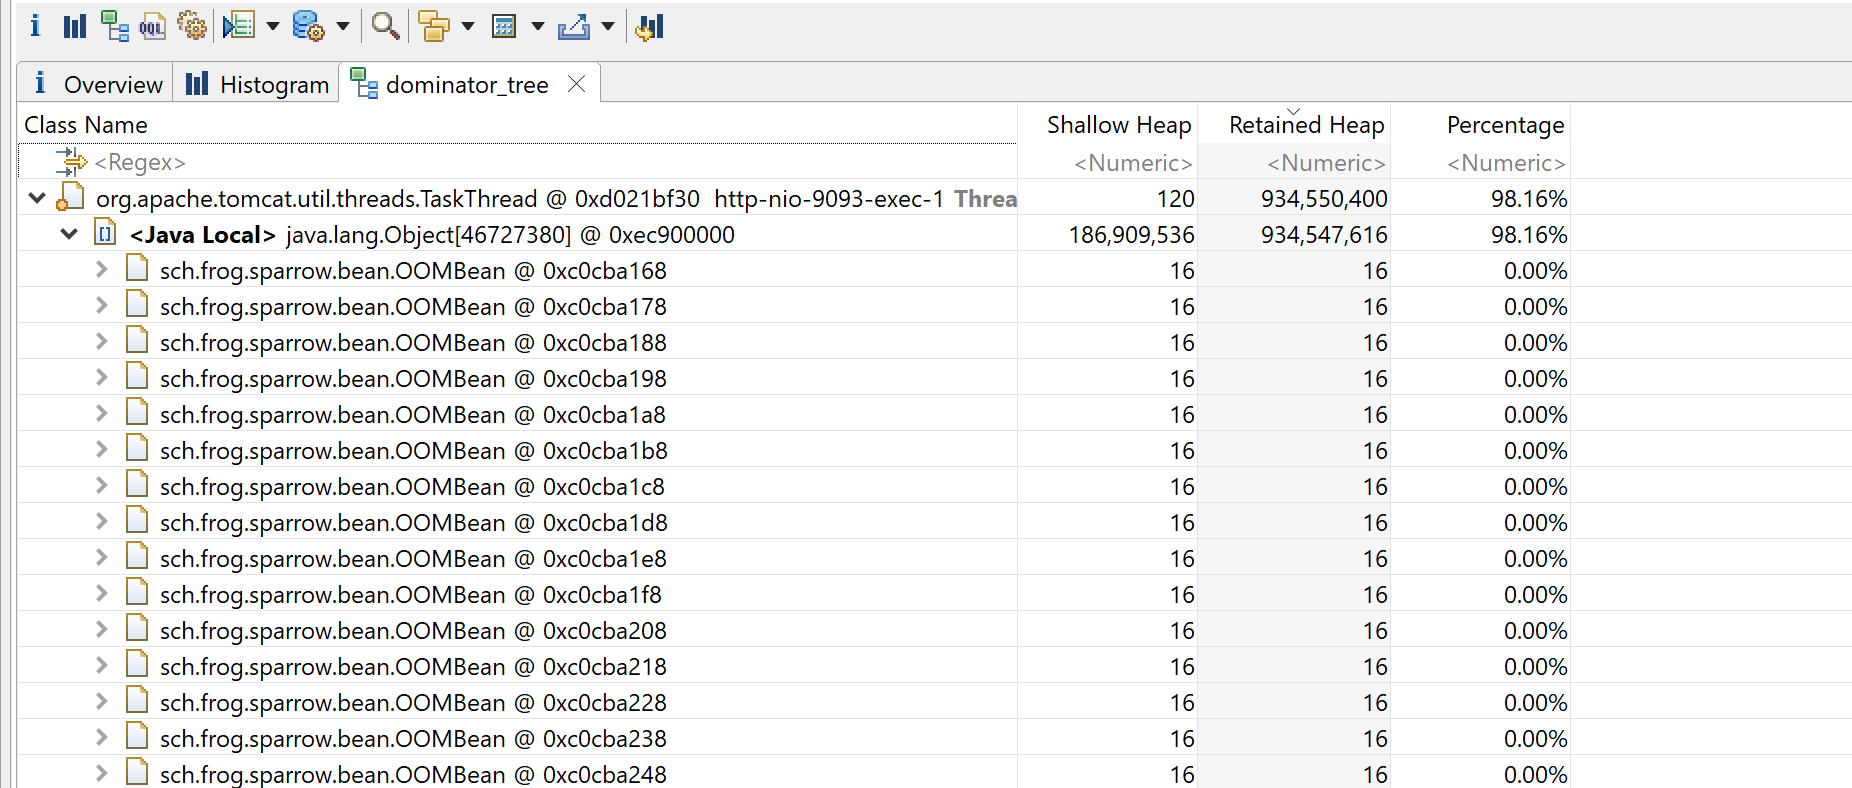 OQL
Overview Histogram dominator_tree
Class Name Shallow Heap Retained Heap Percentage
<Regex> <Numeric> <Numeric> <Numeric>
org.apache.tomcat.util.threads.TaskThread @ 0xd021bf30 http-nio-9093-exec-1 Threa 120 934,550,400 98.16%
<Java Local> java.lang.Object[46727380] @ 0xec900000 186,909,536 934,547,616 98.16%
sch.frog.sparrow.bean.OOMBean @ 0xc0cba168 16 16 0.00%
sch.frog.sparrow.bean.OOMBean @ 0xc0cba178 16 16 0.00%
sch.frog.sparrow.bean.OOMBean @ 0xc0cba188 16 16 0.00%
sch.frog.sparrow.bean.OOMBean @ 0xc0cba198 16 16 0.00%
sch.frog.sparrow.bean.OOMBean @ 0xc0cba1a8 16 16 0.00%
sch.frog.sparrow.bean.OOMBean @ 0xc0cba1b8 16 16 0.00%
sch.frog.sparrow.bean.OOMBean @ 0xc0cba1c8 16 16 0.00%
sch.frog.sparrow.bean.OOMBean @ 0xc0cba1d8 16 16 0.00%
sch.frog.sparrow.bean.OOMBean @ 0xc0cba1e8 16 16 0.00%
sch.frog.sparrow.bean.OOMBean @ 0xc0cba1f8 16 16 0.00%
sch.frog.sparrow.bean.OOMBean @ 0xc0cba208 16 16 0.00%
sch.frog.sparrow.bean.OOMBean @ 0xc0cba218 16 16 0.00%
sch.frog.sparrow.bean.OOMBean @ 0xc0cba228 16 16 0.00%
sch.frog.sparrow.bean.OOMBean @ 0xc0cba238 16 16 0.00%
sch.frog.sparrow.bean.OOMBean @ 0xc0cba248 16 16 0.00%